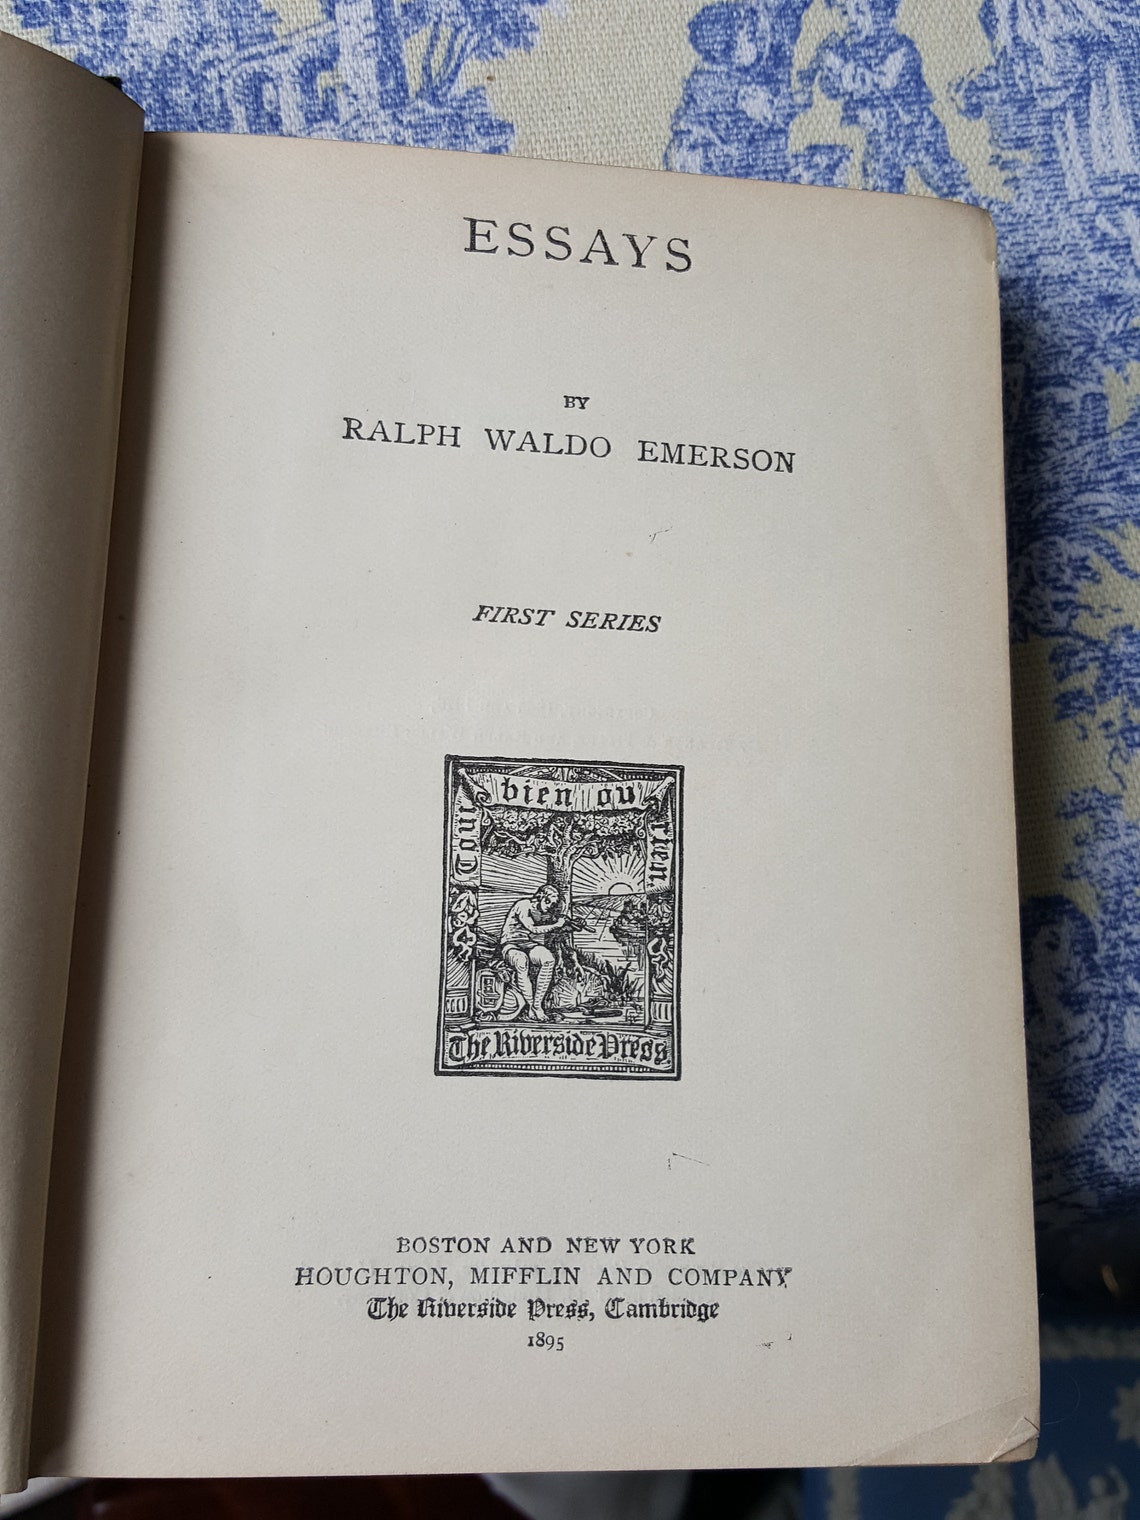 ESSAYS
BY
RALPH WALDO EMERSON
FIRST SERIES
Tout bien ou rien
The Riverside Press
BOSTON AND NEW YORK
HOUGHTON, MIFFLIN AND COMPANY
The Riverside Press, Cambridge
1895